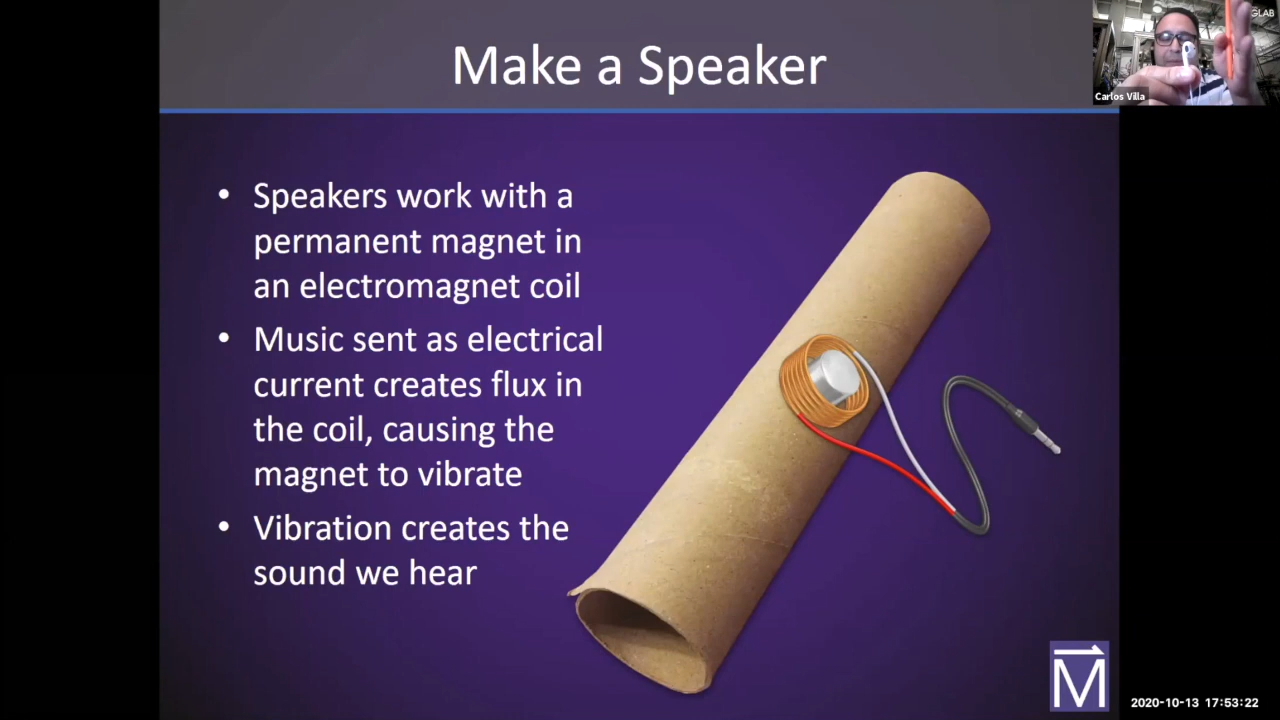 Make a Speaker
GLAB
Carlos Villa
• Speakers work with a
permanent magnet in
an electromagnet coil
• Music sent as electrical
current creates flux in
the coil, causing the
magnet to vibrate
• Vibration creates the
sound we hear
M
2020-10-13 17:53:22